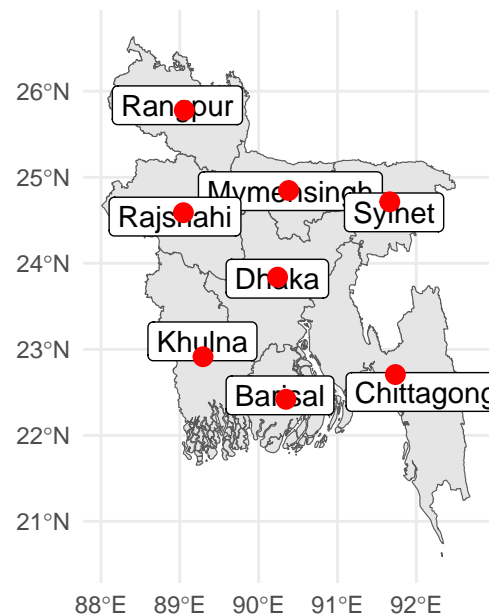 26°N
Rangpur
25°N
Mymensingh
Sylhet
Rajshahi
24°N
Dhaka
23°N
Khulna
Barisal
Chittagong
22°N
21°N
88°E 89°E 90°E 91°E 92°E